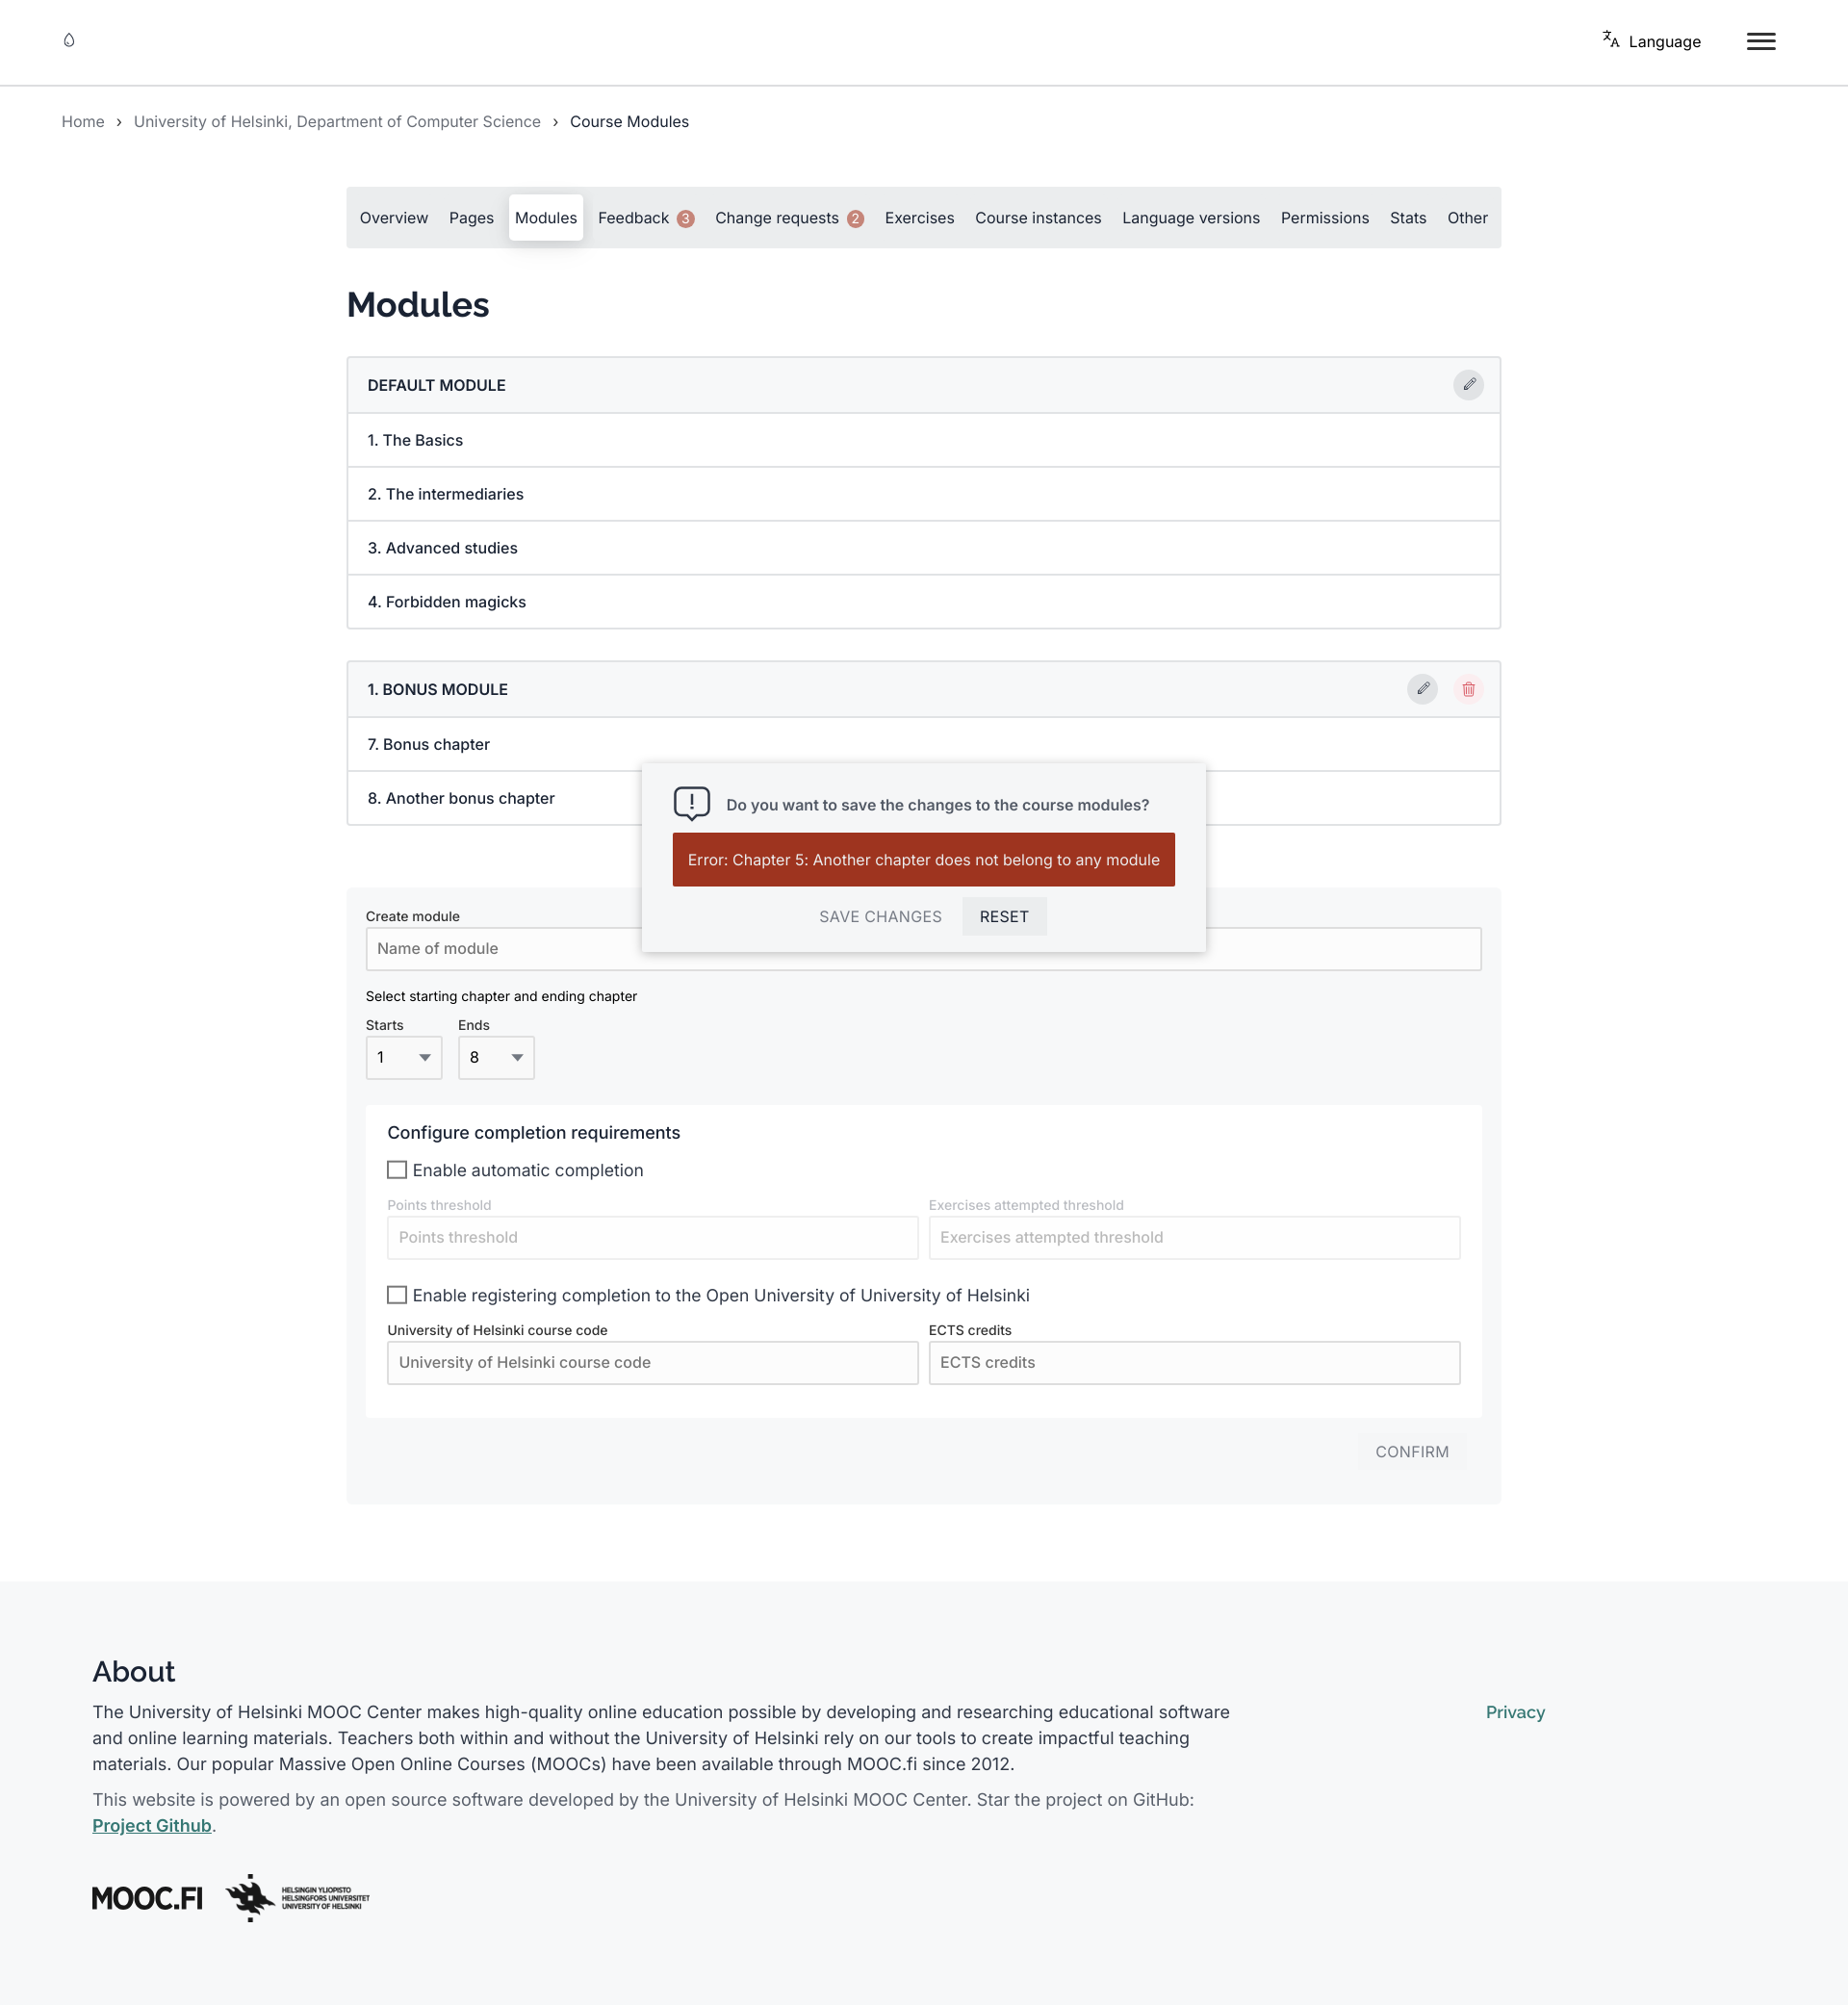 Language
Home › University of Helsinki, Department of Computer Science › Course Modules
Overview Pages Modules Feedback 3 Change requests 2 Exercises Course instances Language versions Permissions Stats Other
Modules
DEFAULT MODULE
1. The Basics
2. The intermediaries
3. Advanced studies
4. Forbidden magicks
1. BONUS MODULE
7. Bonus chapter
8. Another bonus chapter
Do you want to save the changes to the course modules?
Error: Chapter 5: Another chapter does not belong to any module
SAVE CHANGES RESET
Create module
Name of module
Select starting chapter and ending chapter
Starts Ends
1 8
Configure completion requirements
Enable automatic completion
Points threshold Exercises attempted threshold
Points threshold Exercises attempted threshold
Enable registering completion to the Open University of University of Helsinki
University of Helsinki course code ECTS credits
University of Helsinki course code ECTS credits
CONFIRM
About
The University of Helsinki MOOC Center makes high-quality online education possible by developing and researching educational software
and online learning materials. Teachers both within and without the University of Helsinki rely on our tools to create impactful teaching
materials. Our popular Massive Open Online Courses (MOOCs) have been available through MOOC.fi since 2012.
Privacy
This website is powered by an open source software developed by the University of Helsinki MOOC Center. Star the project on GitHub:
Project Github.
MOOC.FI
HELSINGIN YLIOPISTO
HELSINGFORS UNIVERSITET
UNIVERSITY OF HELSINKI